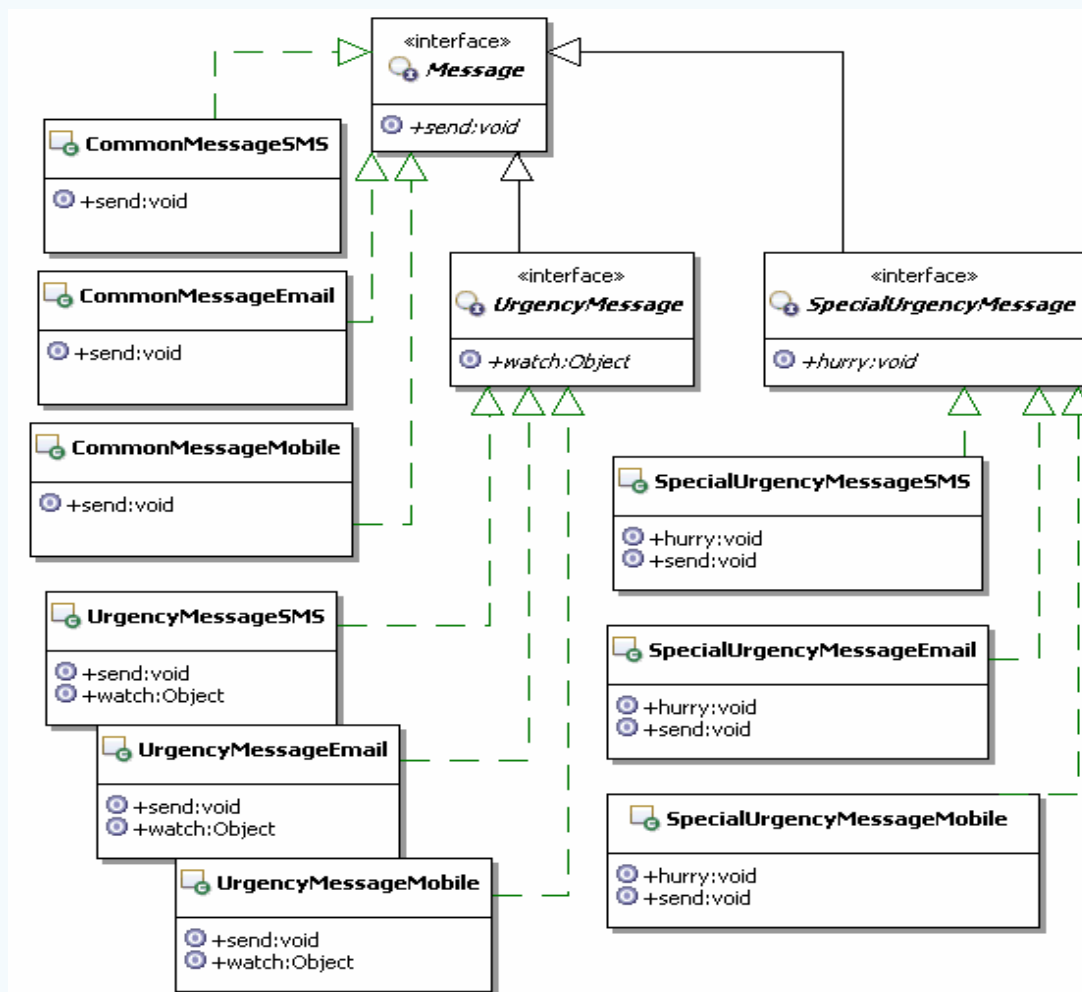 «interface»
Message
+send:void
CommonMessageSMS
+send:void
CommonMessageEmail
+send:void
CommonMessageMobile
+send:void
«interface»
UrgencyMessage
+watch:Object
«interface»
SpecialUrgencyMessage
+hurry:void
UrgencyMessageSMS
+send:void
+watch:Object
UrgencyMessageEmail
+send:void
+watch:Object
UrgencyMessageMobile
+send:void
+watch:Object
SpecialUrgencyMessageSMS
+hurry:void
+send:void
SpecialUrgencyMessageEmail
+hurry:void
+send:void
SpecialUrgencyMessageMobile
+hurry:void
+send:void